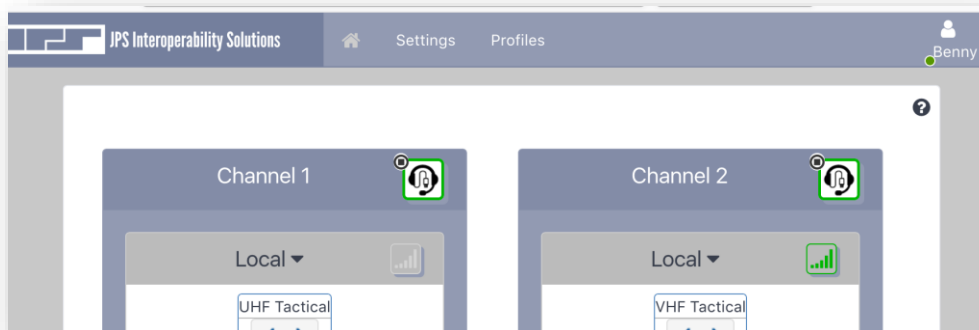 JPS Interoperability Solutions
Settings
Profiles
Benny
Channel 1
Channel 2
Local
Local
UHF Tactical
VHF Tactical